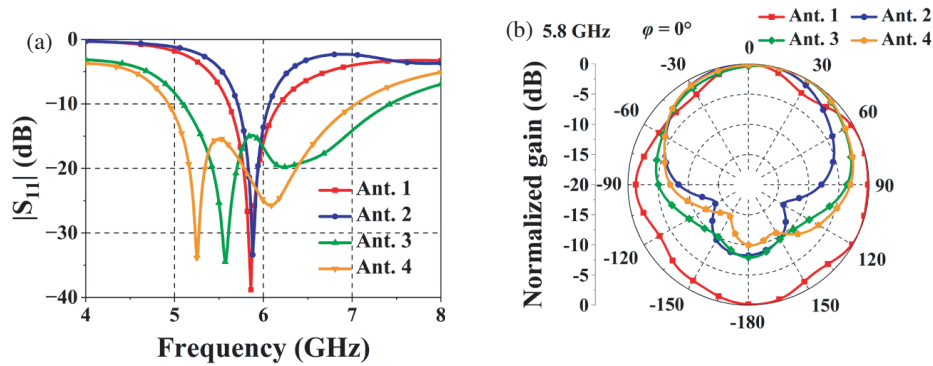 (a)
0
-10
-20
-30
-40
|S11| (dB)
4 5 6 7 8
Frequency (GHz)
Ant. 1
Ant. 2
Ant. 3
Ant. 4
(b) 5.8 GHz φ = 0°
Ant. 1 Ant. 2
Ant. 3 Ant. 4
Normalized gain (dB)
0
-5
-10
-15
-20
-15
-10
-5
0
0
30
60
90
120
150
-180
-150
-120
-90
-60
-30